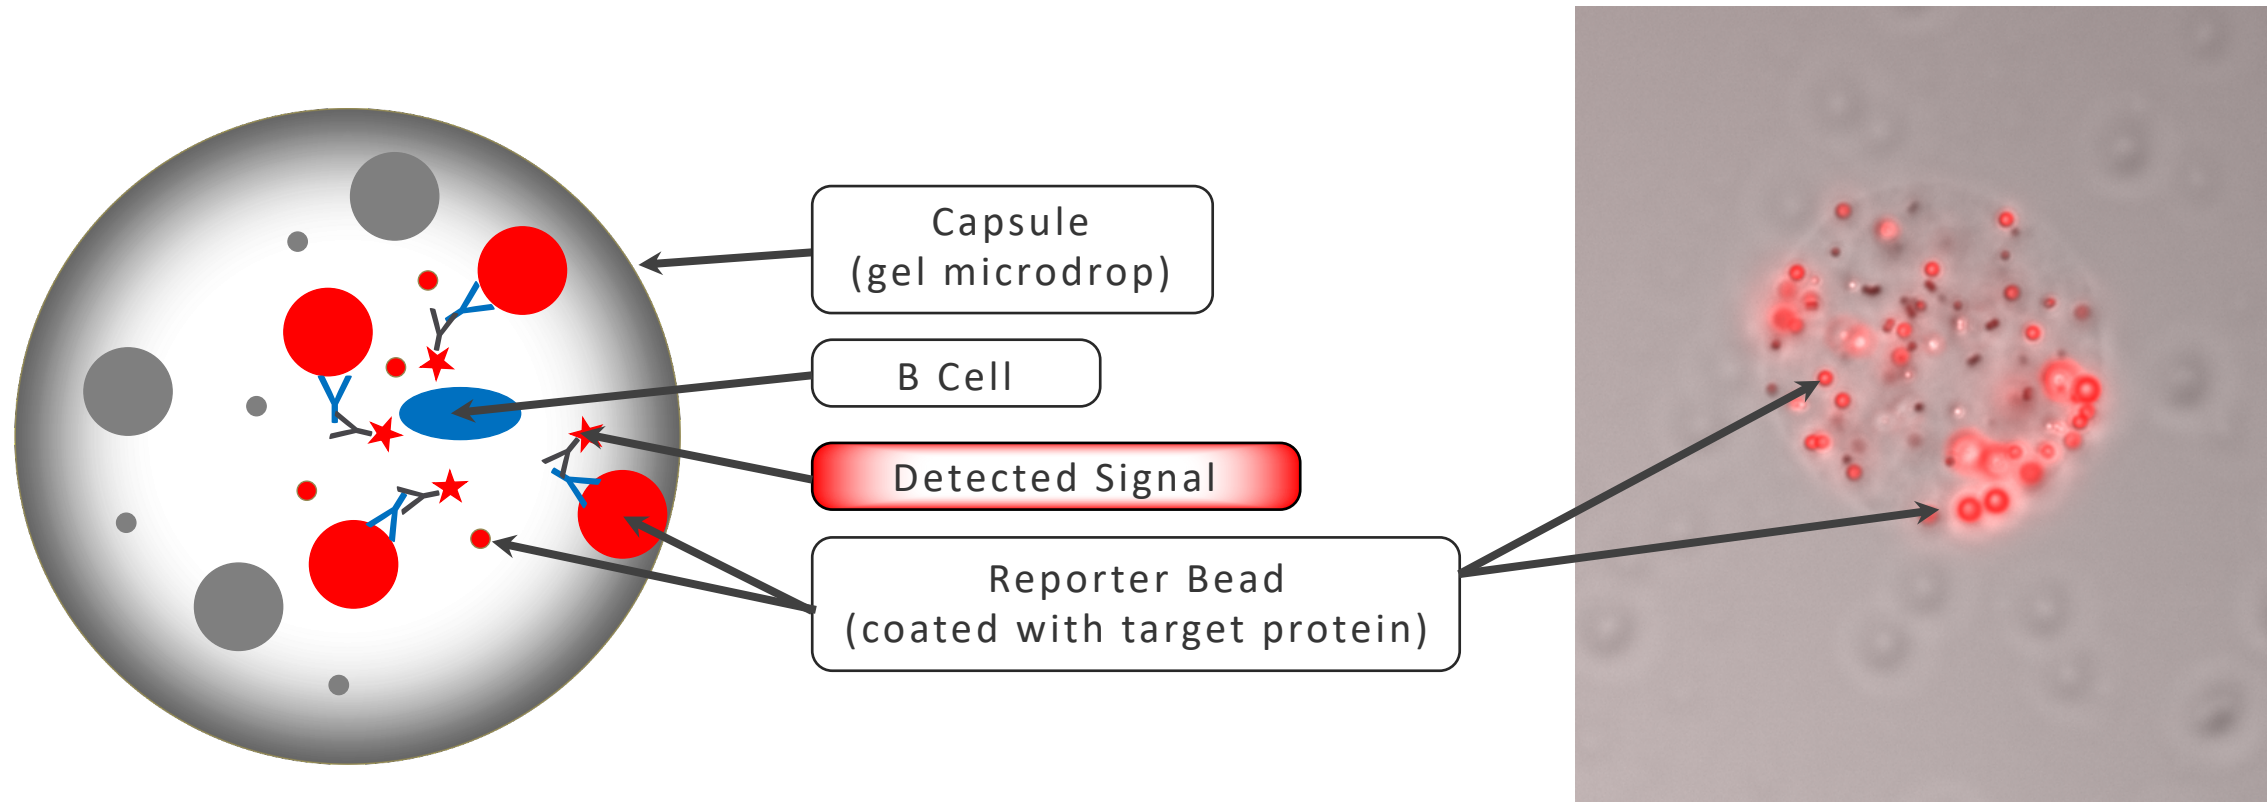 Capsule
(gel microdrop)
B Cell
Detected Signal
Reporter Bead
(coated with target protein)